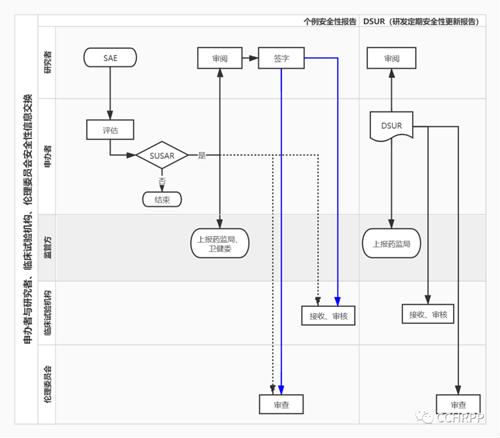 个例安全性报告
DSUR（研发定期安全性更新报告）
申办者与研究者、临床试验机构、伦理委员会安全性信息交换
研究者
SAE
审阅
签字
审阅
申办者
评估
SUSAR
是
否
结束
DSUR
监管方
上报药监局、
卫健委
上报药监局
临床试验机构
接收、审核
接收、审核
伦理委员会
审查
审查
CCHRPP